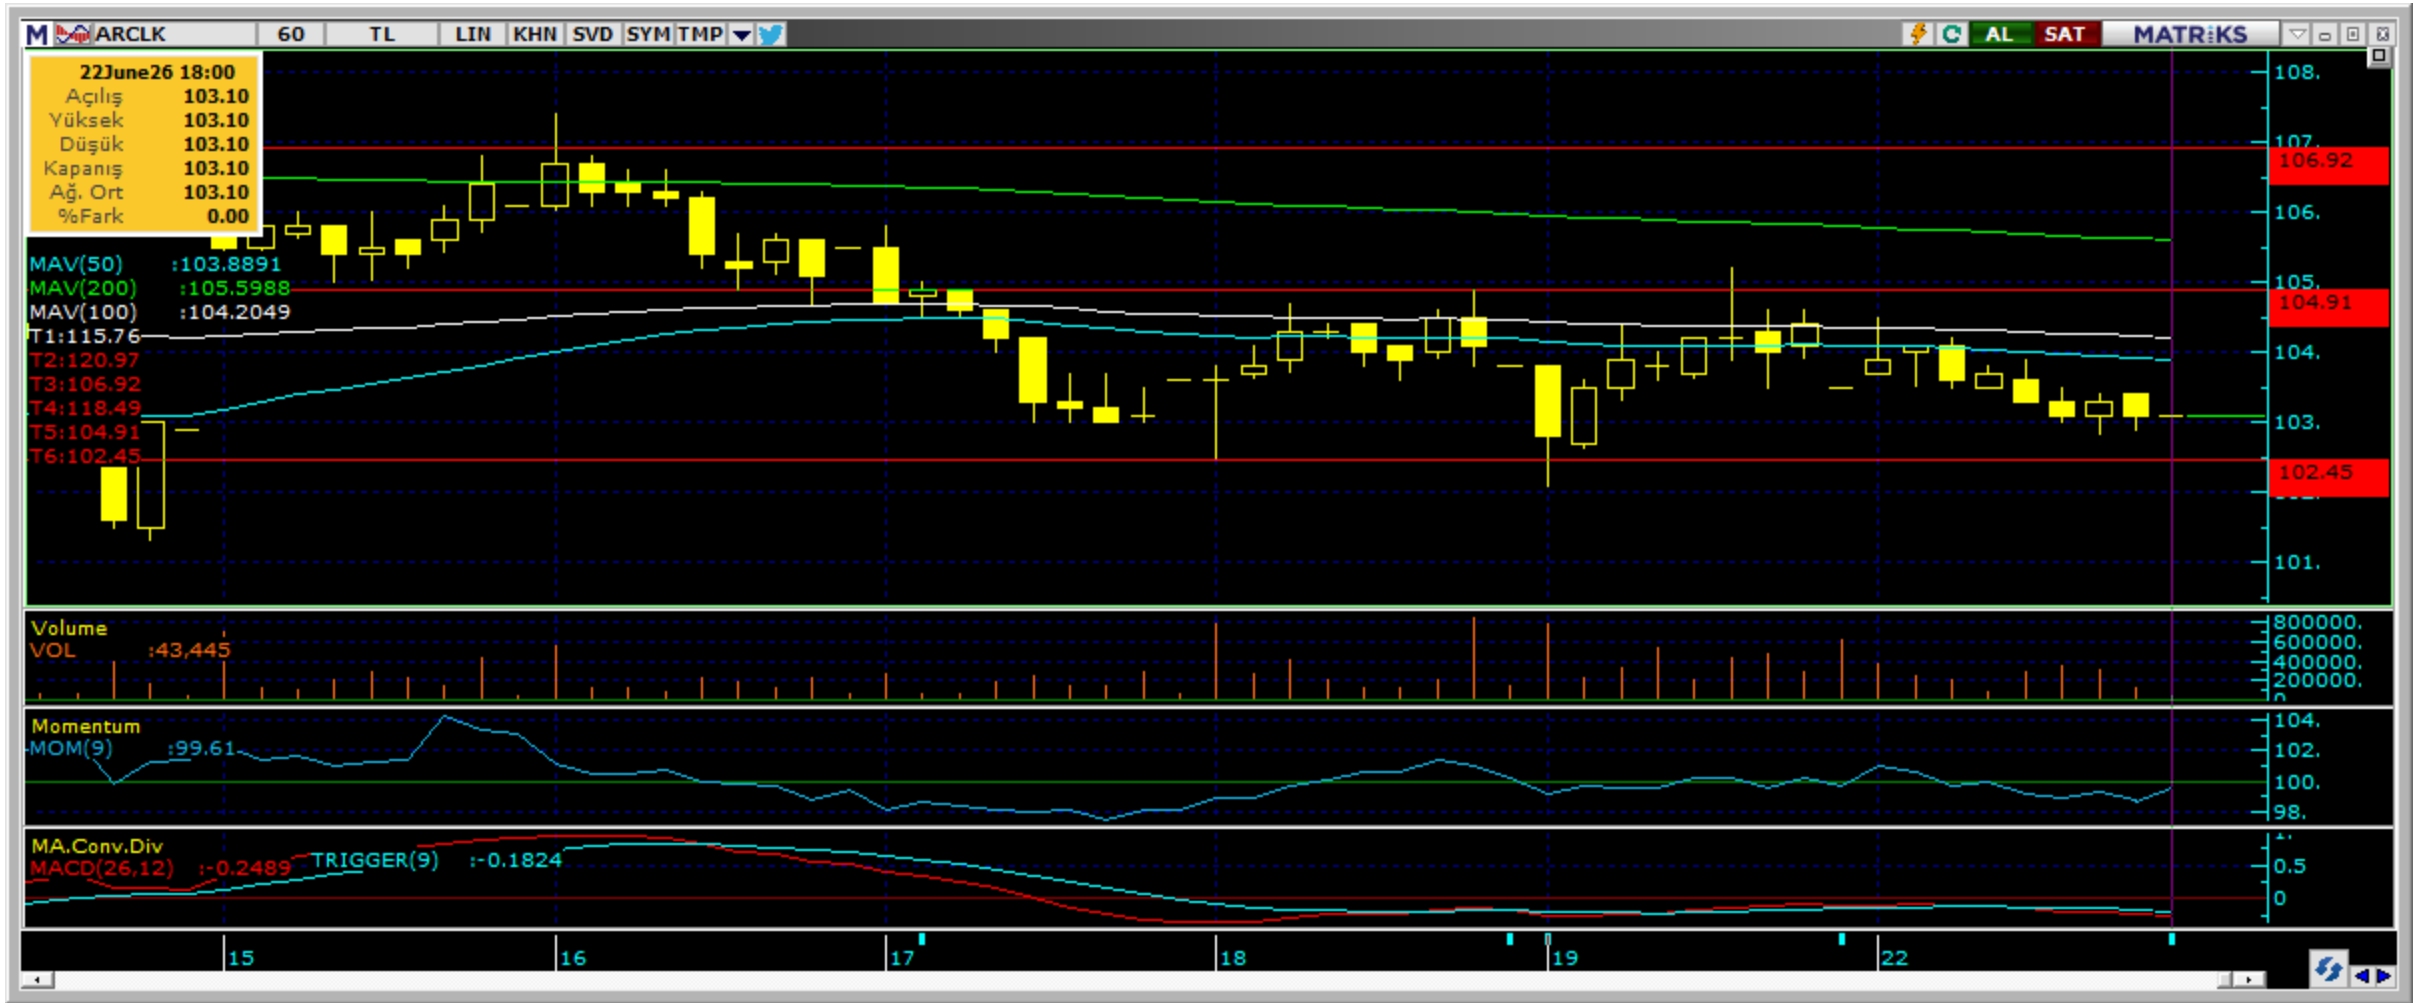 M ARCLK 60 TL LIN KHN SVD SYM TMP AL SAT MATRİKS
22June26 18:00
Açılış 103.10
Yüksek 103.10
Düşük 103.10
Kapanış 103.10
Ağ. Ort 103.10
%Fark 0.00
MAV(50) :103.8891
MAV(200) :105.5988
MAV(100) :104.2049
T1:115.76
T2:120.97
T3:106.92
T4:118.49
T5:104.91
T6:102.45
108.
107.
106.92
106.
105.
104.91
104.
103.
102.45
101.
Volume
VOL :43,445
800000.
600000.
400000.
200000.
0
Momentum
MOM(9) :99.61
104.
102.
100.
98.
MA.Conv.Div
MACD(26,12) :-0.2489 TRIGGER(9) :-0.1824
1.
0.5
0
15 16 17 18 19 22